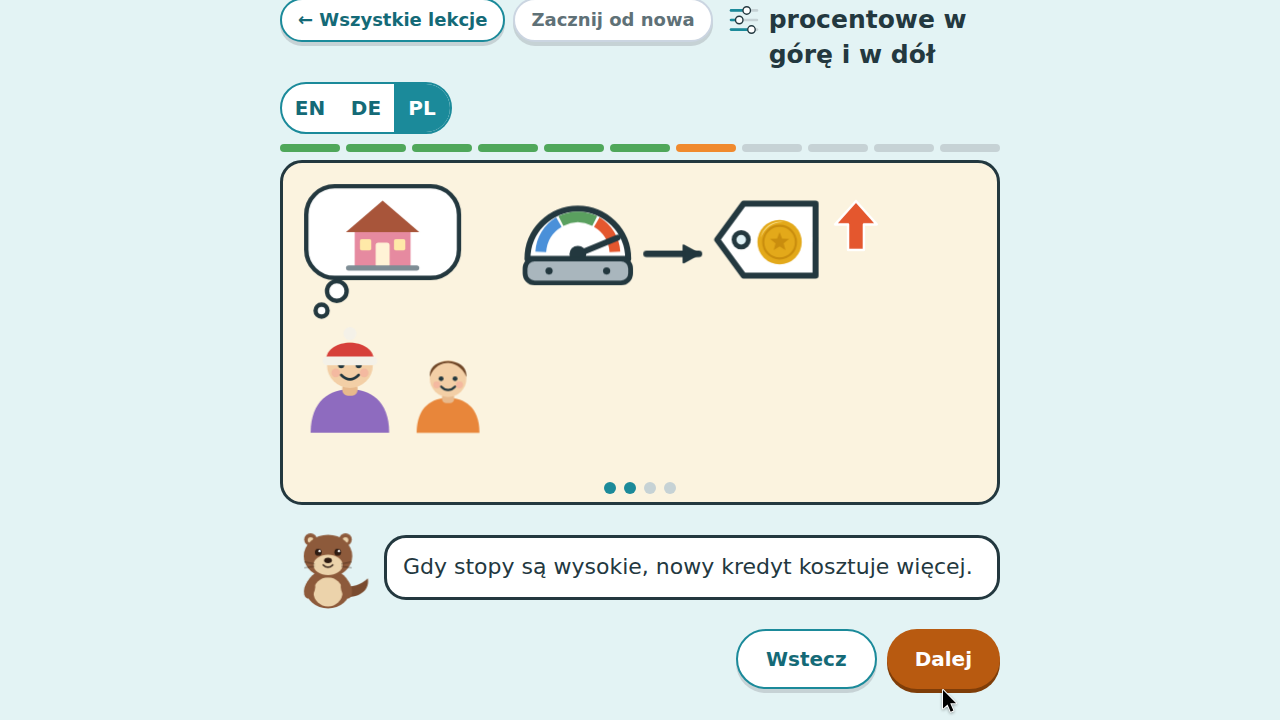 ← Wszystkie lekcje
Zacznij od nowa
procentowe w
górę i w dół
EN DE PL
Gdy stopy są wysokie, nowy kredyt kosztuje więcej.
Wstecz
Dalej